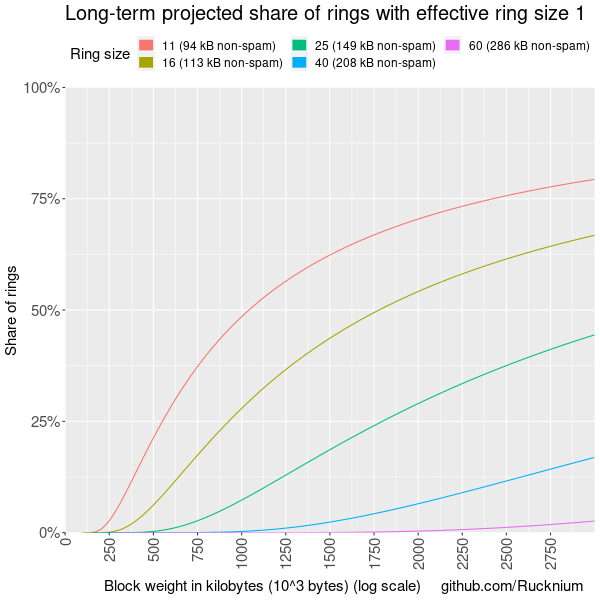 Long-term projected share of rings with effective ring size 1
Ring size
11 (94 kB non-spam)
25 (149 kB non-spam)
60 (286 kB non-spam)
16 (113 kB non-spam)
40 (208 kB non-spam)
100%
75%
50%
25%
0%
Share of rings
0
250
500
750
1000
1250
1500
1750
2000
2250
2500
2750
Block weight in kilobytes (10^3 bytes) (log scale) github.com/Rucknium